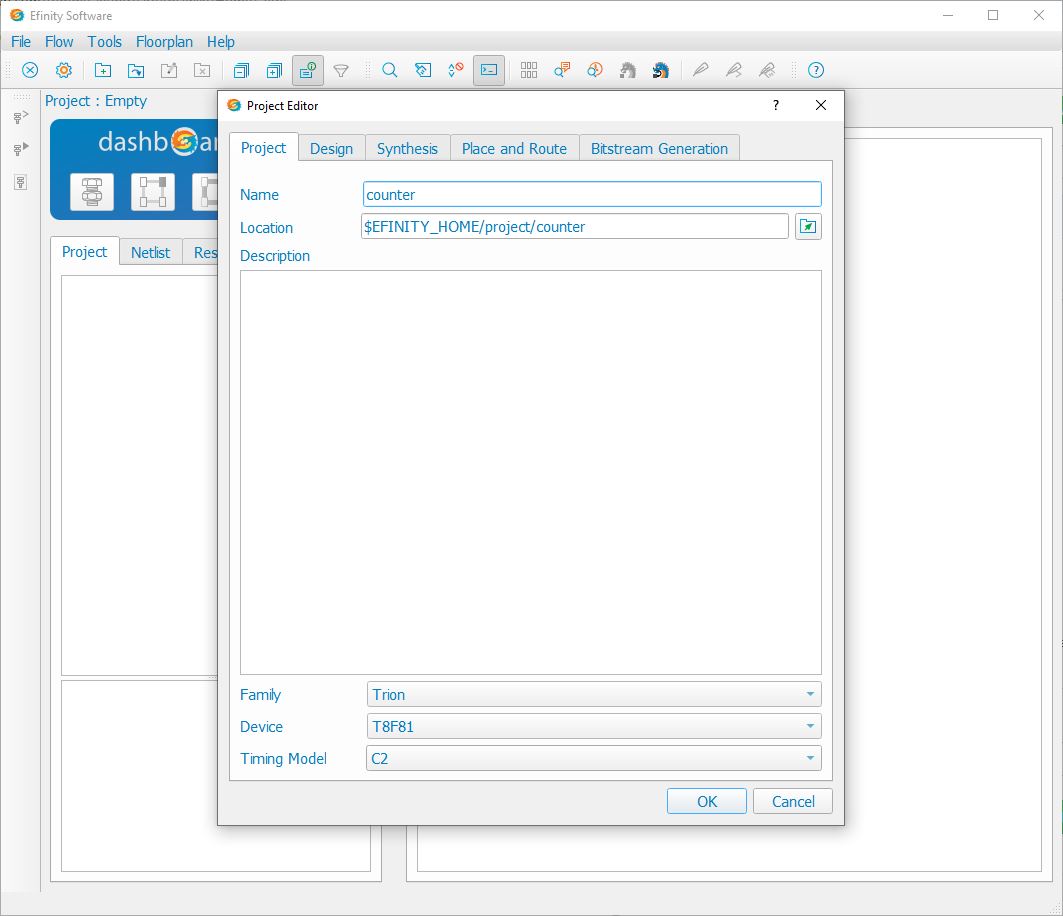 Efinity Software
File Flow Tools Floorplan Help
Project : Empty
dashb
Project Netlist Res
Project Editor
Project Design Synthesis Place and Route Bitstream Generation
Name counter
Location $EFINITY_HOME/project/counter
Description
Family Trion
Device T8F81
Timing Model C2
OK Cancel